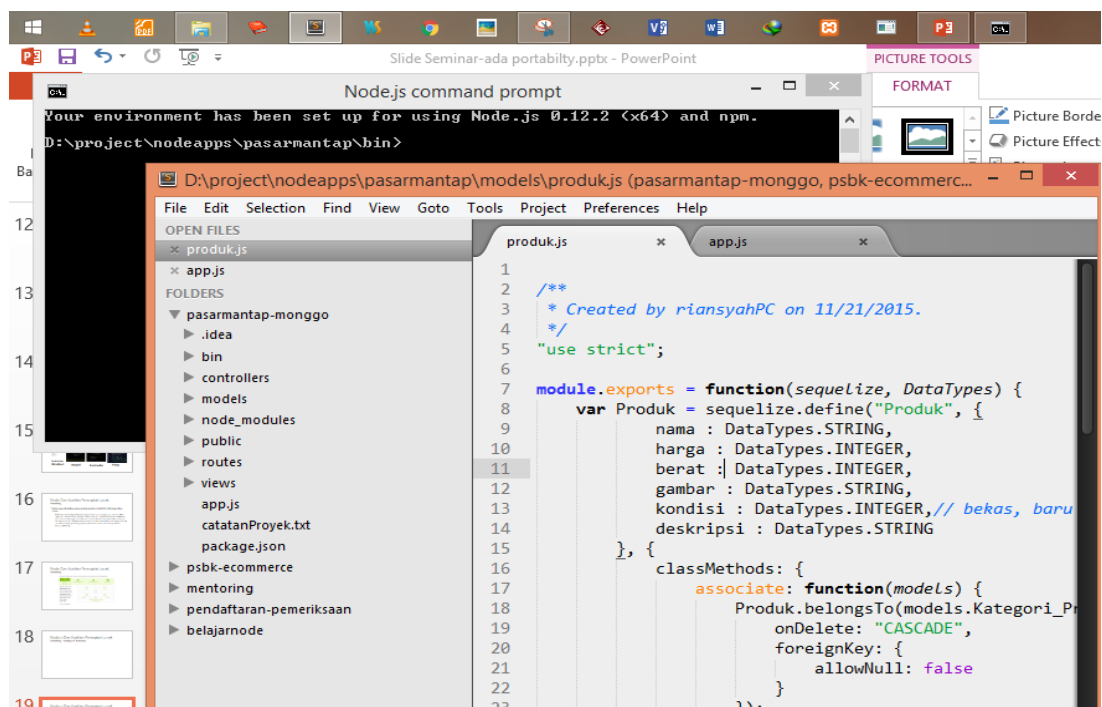 Slide Seminar-ada portabilty.pptx - PowerPoint
PICTURE TOOLS
FORMAT
Picture Borde
Picture Effect
Ba
12
13
14
15
16
17
18
19
Node.js command prompt
Your environment has been set up for using Node.js 0.12.2 (x64) and npm.
D:\project\nodeapps\pasarmantap\bin>
D:\project\nodeapps\pasarmantap\models\produk.js (pasarmantap-monggo, psbk-ecommerc...
File Edit Selection Find View Goto Tools Project Preferences Help
OPEN FILES
produk.js
app.js
FOLDERS
pasarmantap-monggo
.idea
bin
controllers
models
node_modules
public
routes
views
app.js
catatanProyek.txt
package.json
psbk-ecommerce
mentoring
pendaftaran-pemeriksaan
belajarnode
produk.js app.js
1
2 /**
3 * Created by riansyahPC on 11/21/2015.
4 */
5 "use strict";
6
7 module.exports = function(sequelize, DataTypes) {
8 var Produk = sequelize.define("Produk", {
9 nama : DataTypes.STRING,
10 harga : DataTypes.INTEGER,
11 berat : DataTypes.INTEGER,
12 gambar : DataTypes.STRING,
13 kondisi : DataTypes.INTEGER,// bekas, baru
14 deskripsi : DataTypes.STRING
15 }, {
16 classMethods: {
17 associate: function(models) {
18 Produk.belongsTo(models.Kategori_Pr
19 onDelete: "CASCADE",
20 foreignKey: {
21 allowNull: false
22 }
23 });